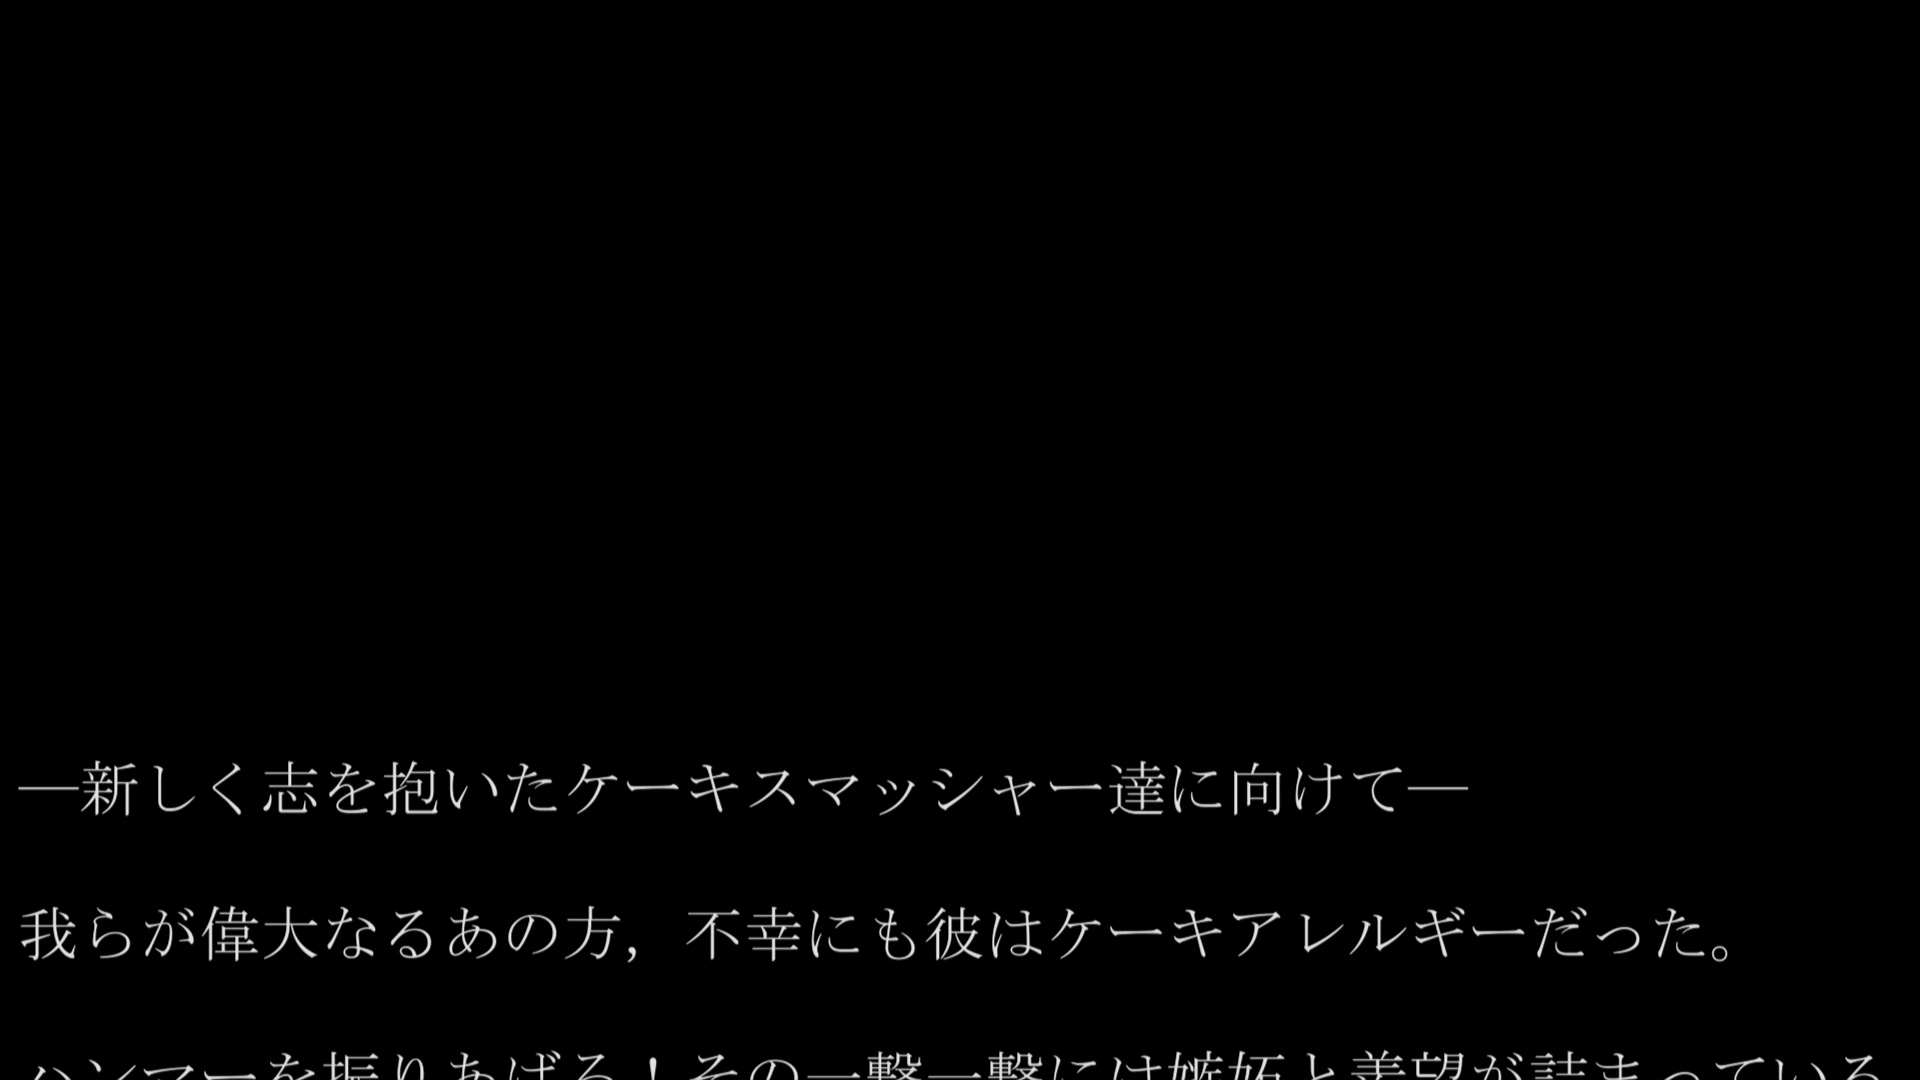 ―新しく志を抱いたケーキスマッシャー達に向けて―
我らが偉大なるあの方，不幸にも彼はケーキアレルギーだった。
ハンマーを振りあげろ！その一撃一撃には嫉妬と羨望が詰まっている